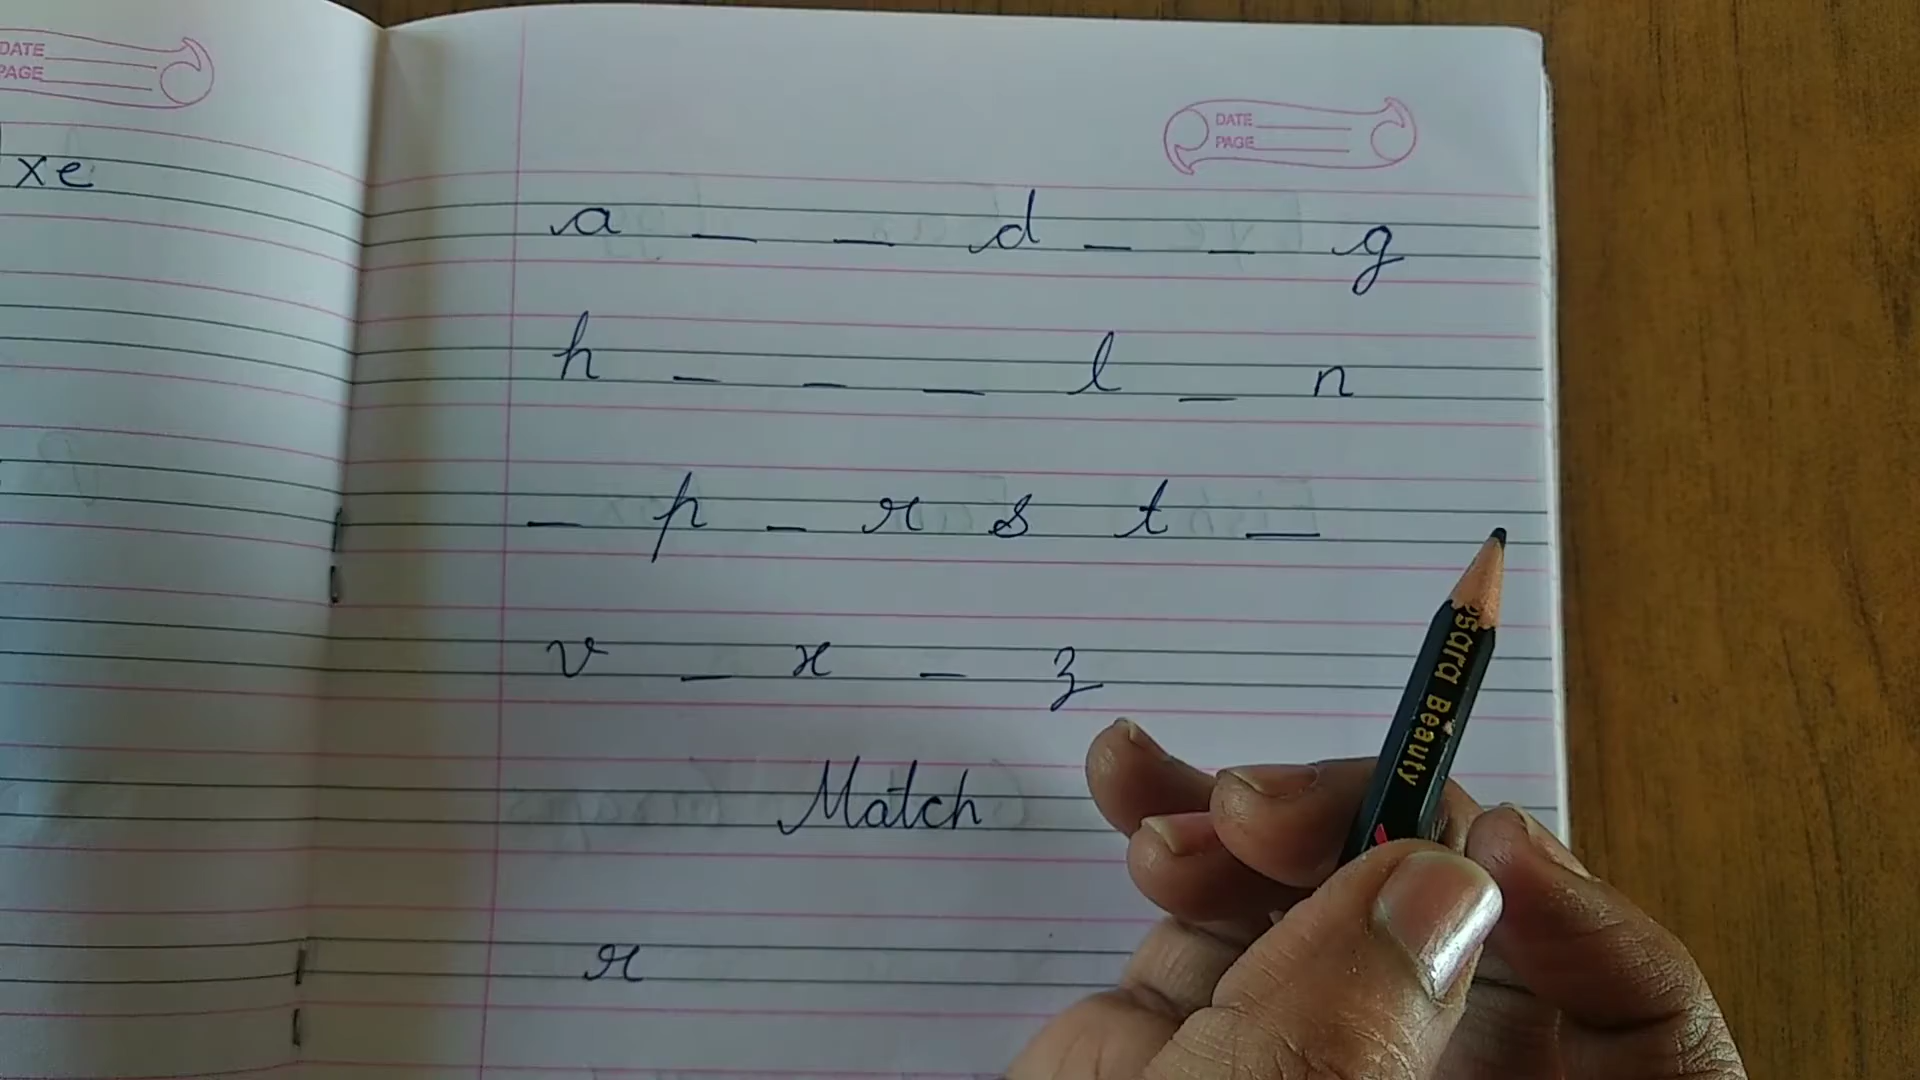 DATE
PAGE
xe
DATE
PAGE
a _ _ d _ _ g
h _ _ _ l _ n
_ p _ r s t _
v _ x _ z
Match
r
sara Beauty